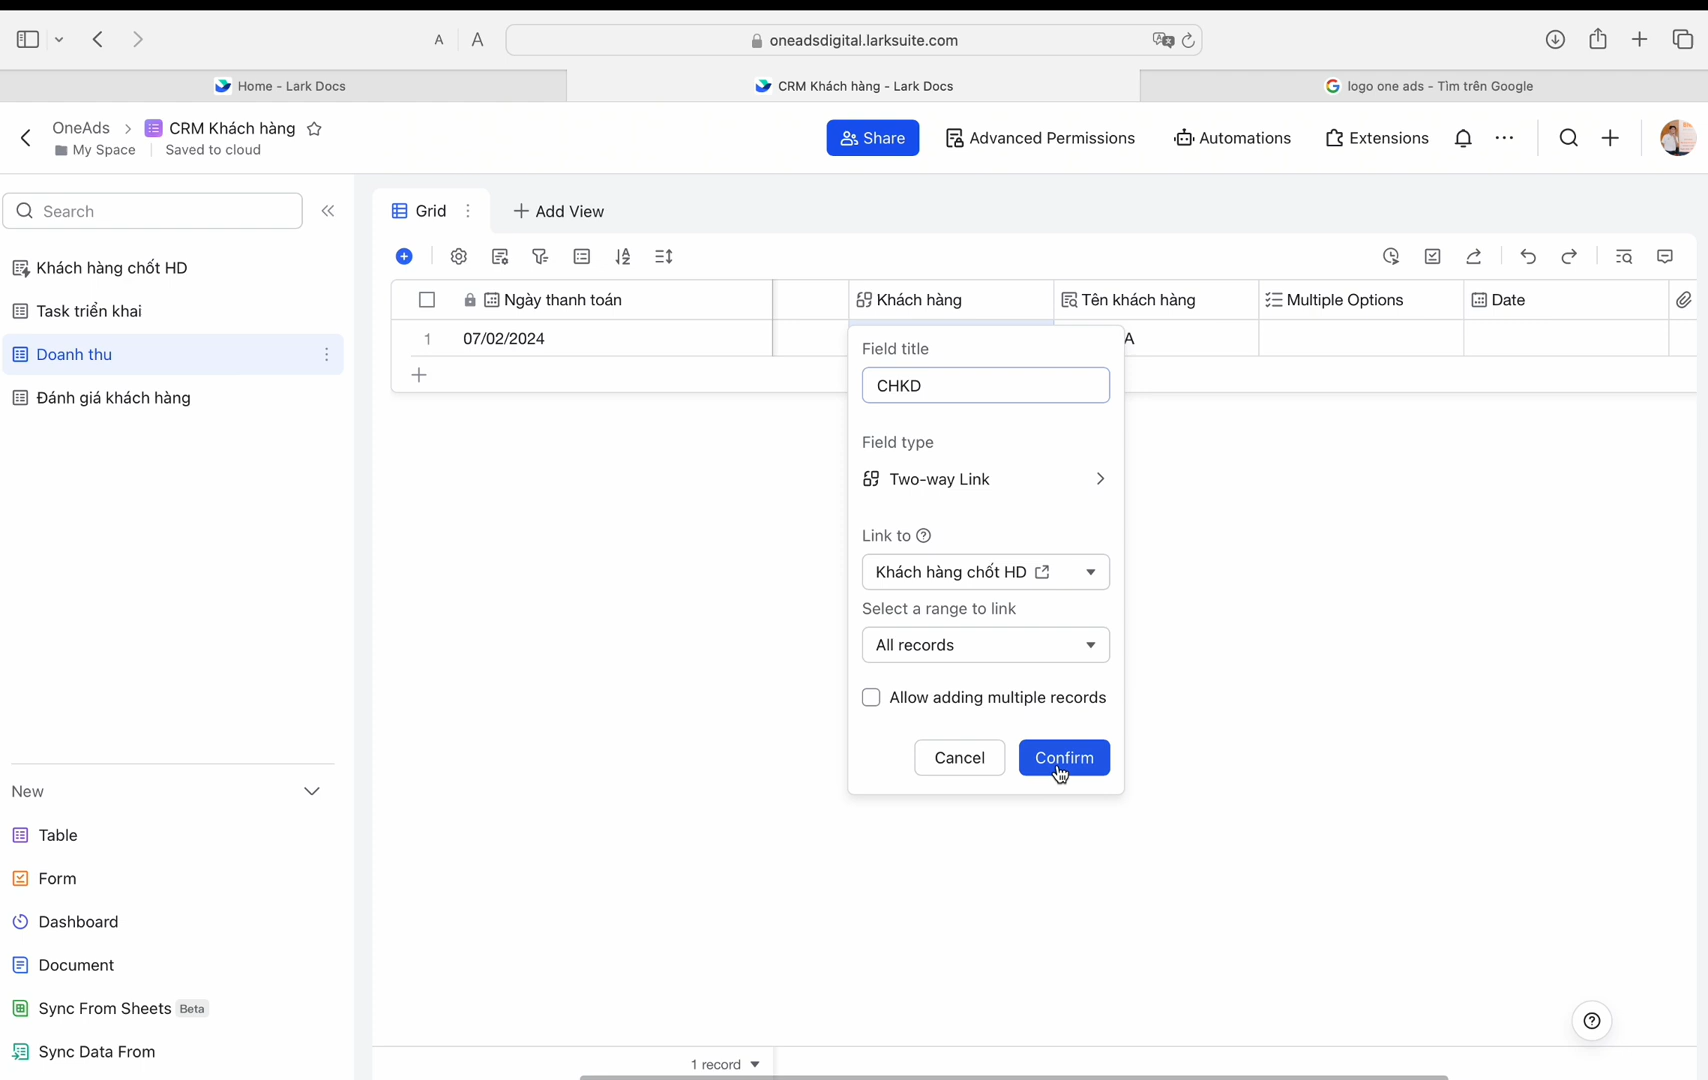 A A oneadsdigital.larksuite.com
Home - Lark Docs
CRM Khách hàng - Lark Docs
logo one ads - Tìm trên Google
OneAds > CRM Khách hàng
My Space | Saved to cloud
Share
Advanced Permissions
Automations
Extensions
Search
Khách hàng chốt HD
Task triển khai
Doanh thu
Đánh giá khách hàng
New
Table
Form
Dashboard
Document
Sync From Sheets Beta
Sync Data From
Grid
Add View
Ngày thanh toán
Khách hàng
Tên khách hàng
Multiple Options
Date
1 07/02/2024
A
Field title
CHKD
Field type
Two-way Link
Link to
Khách hàng chốt HD
Select a range to link
All records
Allow adding multiple records
Cancel
Confirm
1 record